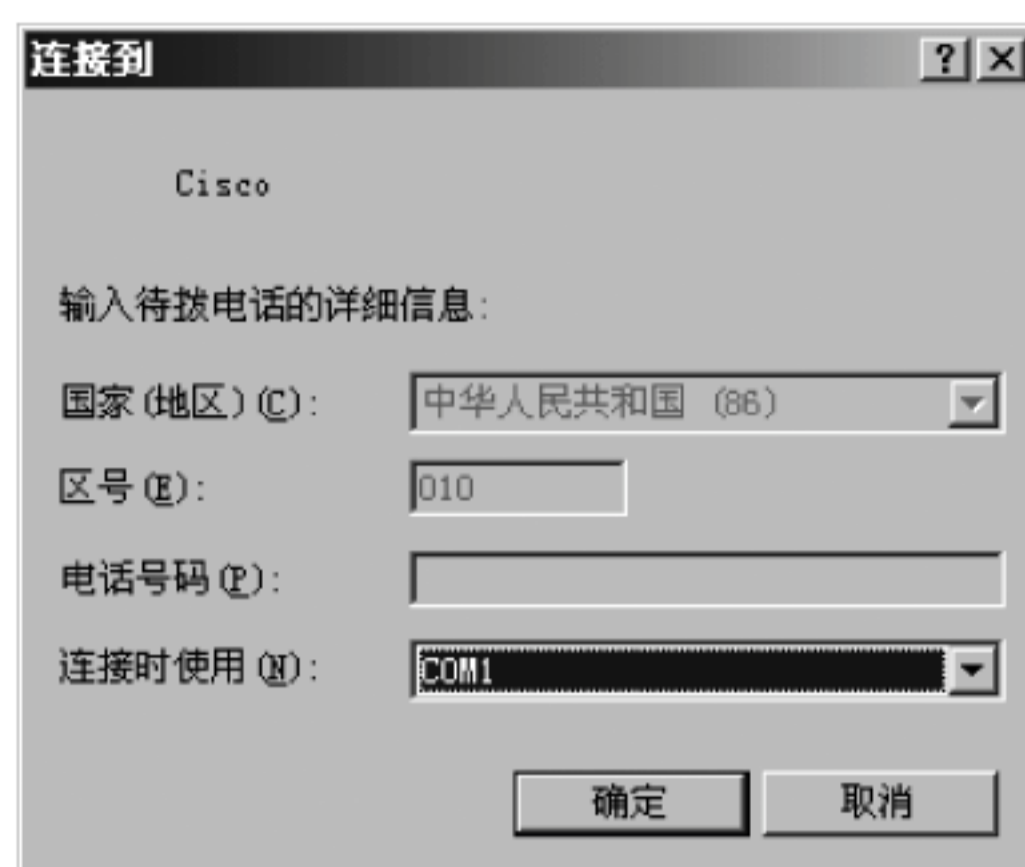 连接到
Cisco
输入待拨电话的详细信息:
国家(地区)(C): 中华人民共和国 (86)
区号(E): 010
电话号码(P):
连接时使用(N): COM1
确定 取消